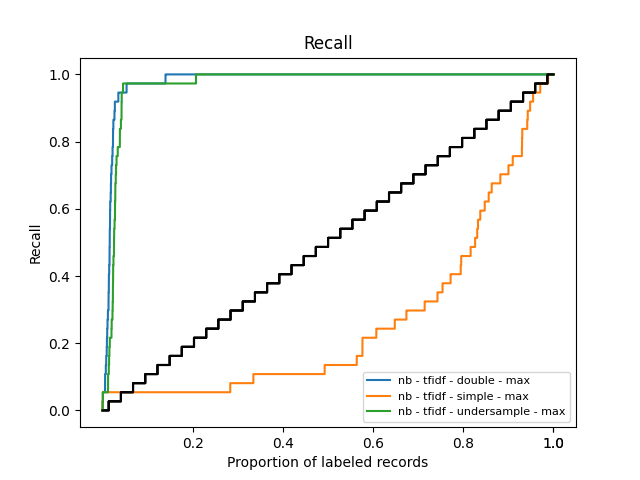 Recall
1.0
0.8
0.6
0.4
0.2
0.0
Recall
nb - tfidf - double - max
nb - tfidf - simple - max
nb - tfidf - undersample - max
0.2 0.4 0.6 0.8 1.0 1.0
Proportion of labeled records